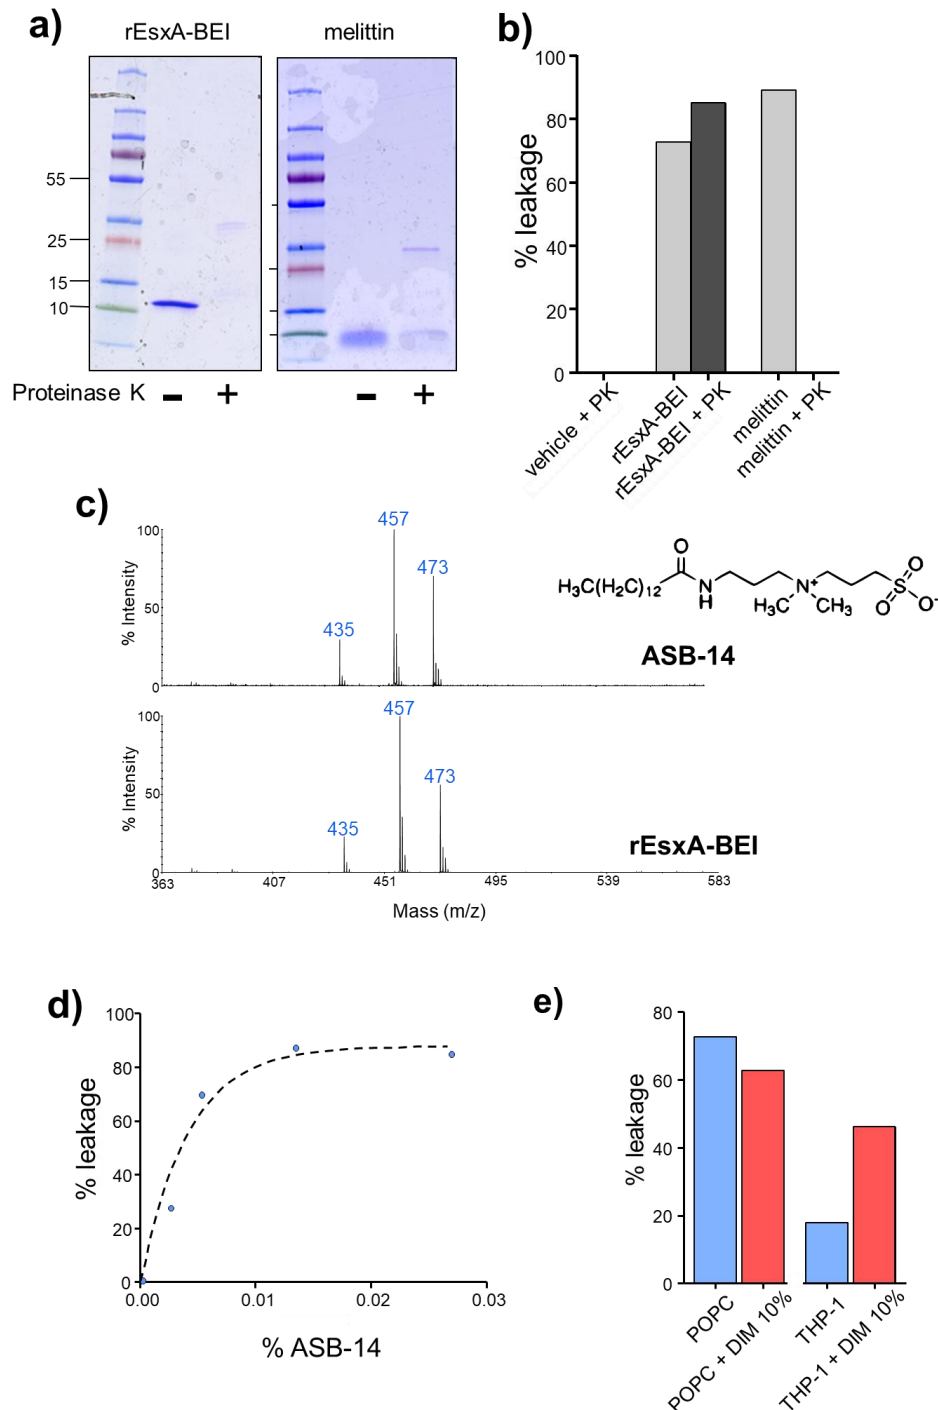 a)
rEsxA-BEI
melittin
55
25
15
10
Proteinase K - + - +
b)
% leakage
100
80
60
40
20
0
vehicle + PK
rEsxA-BEI
rEsxA-BEI + PK
melittin
melittin + PK
c)
% Intensity
100
50
0
435
457
473
H₃C(H₂C)₁₂
O
N
H
N⁺
H₃C
CH₃
O
S
O
O⁻
ASB-14
% Intensity
100
50
0
435
457
473
rEsxA-BEI
363 407 451 495 539 583
Mass (m/z)
d)
% leakage
100
80
60
40
20
0
0.00 0.01 0.02 0.03
% ASB-14
e)
% leakage
80
60
40
20
0
POPC
POPC + DIM 10%
THP-1
THP-1 + DIM 10%